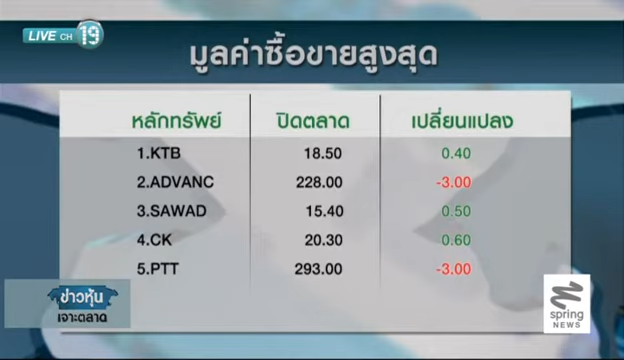 LIVE CH 19
มูลค่าซื้อขายสูงสุด
หลักทรัพย์ ปิดตลาด เปลี่ยนแปลง
1.KTB 18.50 0.40
2.ADVANC 228.00 -3.00
3.SAWAD 15.40 0.50
4.CK 20.30 0.60
5.PTT 293.00 -3.00
ข่าวหุ้น
เจาะตลาด
spring
NEWS